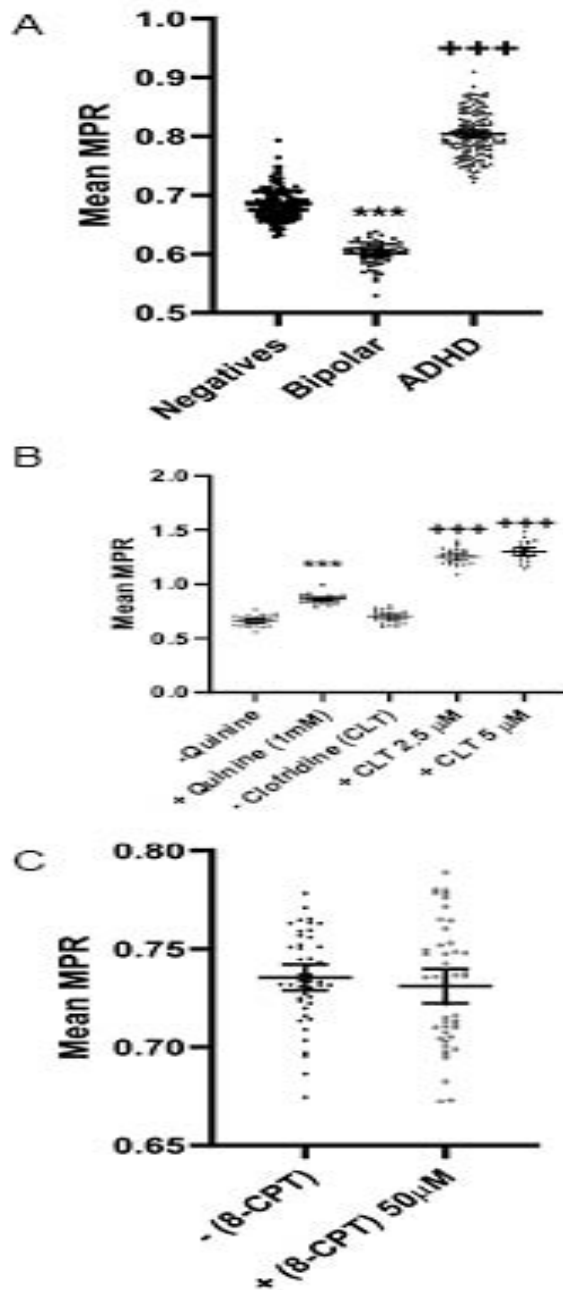 A
Mean MPR
1.0
0.9
0.8
0.7
0.6
0.5
***
+++
Negatives
Bipolar
ADHD
B
Mean MPR
2.0
1.5
1.0
0.5
0.0
***
+++
+++
-Quinine
+ Quinine (1mM)
- Clofridine (CLT)
+ CLT 2.5 µM
+ CLT 5 µM
C
Mean MPR
0.80
0.75
0.70
0.65
- (8-CPT)
+ (8-CPT) 50µM